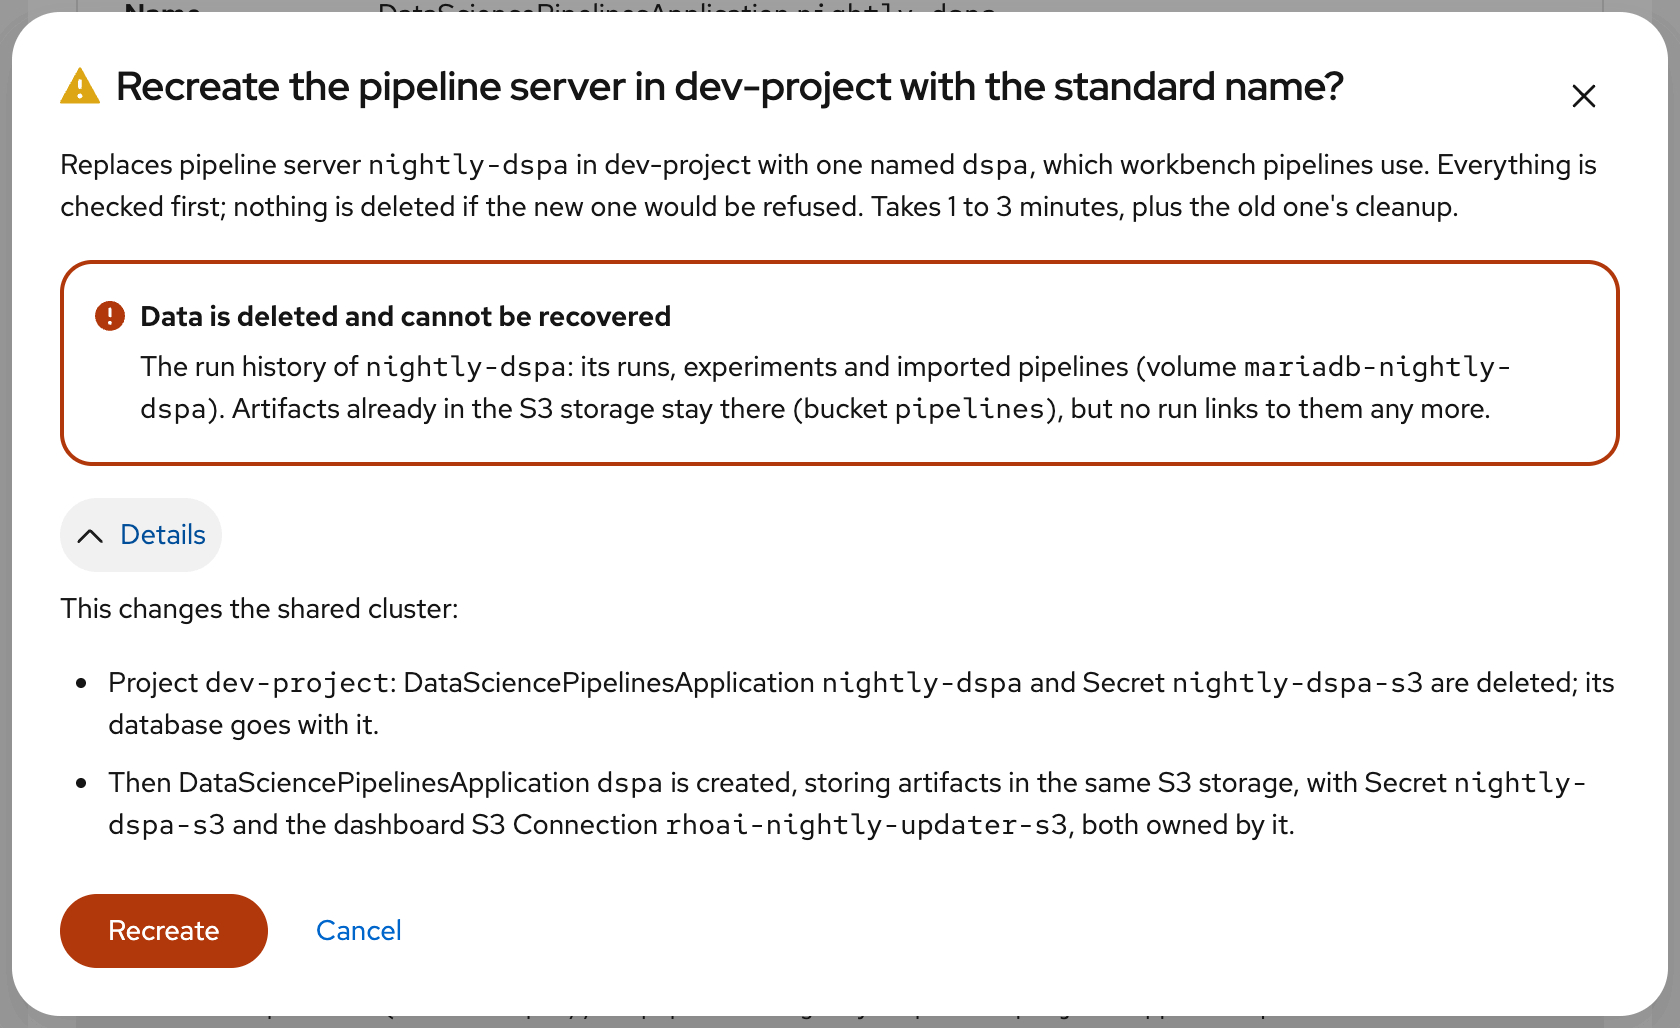 Name DataSciencePipelinesApplication nightly-dspa
Recreate the pipeline server in dev-project with the standard name?
Replaces pipeline server nightly-dspa in dev-project with one named dspa, which workbench pipelines use. Everything is
checked first; nothing is deleted if the new one would be refused. Takes 1 to 3 minutes, plus the old one's cleanup.
Data is deleted and cannot be recovered
The run history of nightly-dspa: its runs, experiments and imported pipelines (volume mariadb-nightly-
dspa). Artifacts already in the S3 storage stay there (bucket pipelines), but no run links to them any more.
Details
This changes the shared cluster:
• Project dev-project: DataSciencePipelinesApplication nightly-dspa and Secret nightly-dspa-s3 are deleted; its
database goes with it.
• Then DataSciencePipelinesApplication dspa is created, storing artifacts in the same S3 storage, with Secret nightly-
dspa-s3 and the dashboard S3 Connection rhoai-nightly-updater-s3, both owned by it.
Recreate Cancel